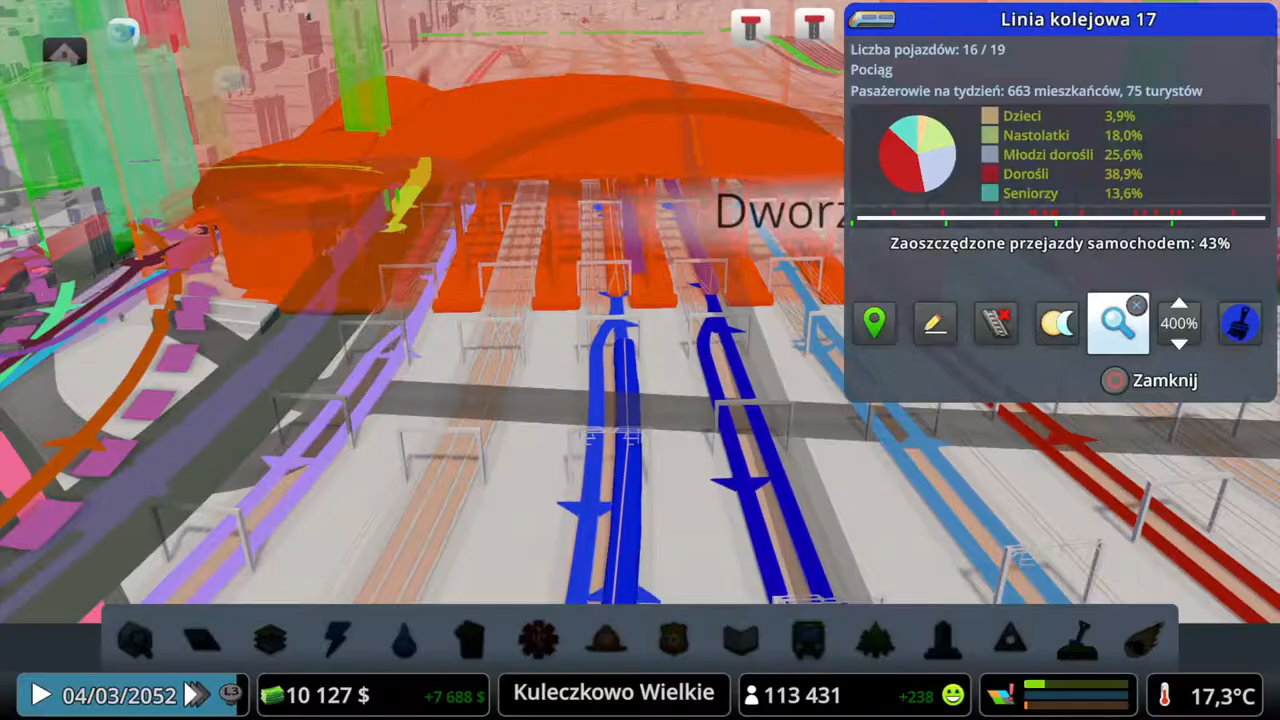 Linia kolejowa 17
Liczba pojazdów: 16 / 19
Pociąg
Pasażerowie na tydzień: 663 mieszkańców, 75 turystów
Dzieci 3,9%
Nastolatki 18,0%
Młodzi dorośli 25,6%
Dorośli 38,9%
Seniorzy 13,6%
Dworz
Zaoszczędzone przejazdy samochodem: 43%
400%
Zamknij
04/03/2052 L3 10 127 $ +7 688 $ Kuleczkowo Wielkie 113 431 +238 17,3°C